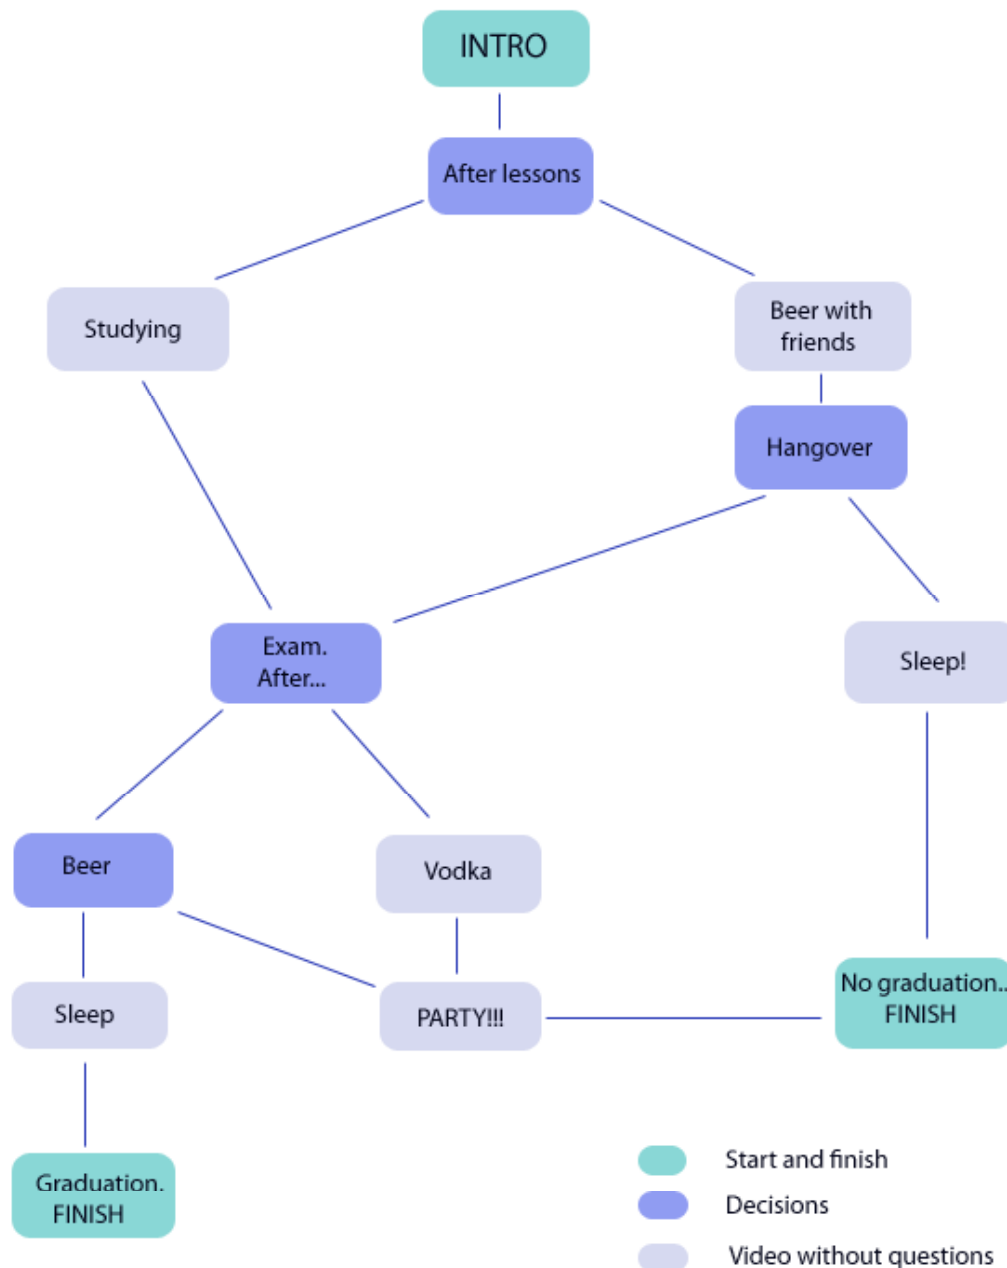 INTRO
After lessons
Studying
Beer with
friends
Hangover
Exam.
After...
Sleep!
Beer
Vodka
Sleep
PARTY!!!
No graduation..
FINISH
Graduation.
FINISH
Start and finish
Decisions
Video without questions